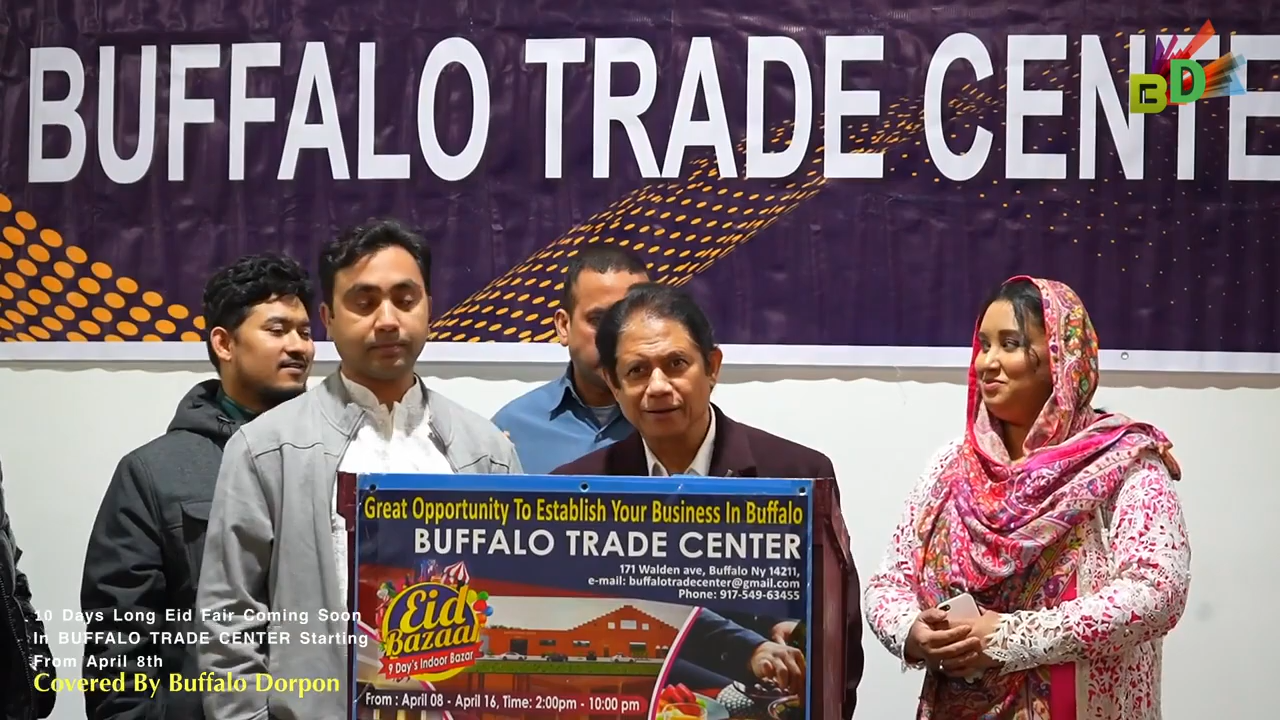 BUFFALO TRADE CENTE
BD
Great Opportunity To Establish Your Business In Buffalo
BUFFALO TRADE CENTER
171 Walden ave, Buffalo Ny 14211,
e-mail: buffalotradecenter@gmail.com
Phone: 917-549-63455
Eid
Bazaar
9 Day's Indoor Bazar
From : April 08 - April 16, Time: 2:00pm - 10:00 pm
10 Days Long Eid Fair Coming Soon
In BUFFALO TRADE CENTER Starting
From April 8th
Covered By Buffalo Dorpon